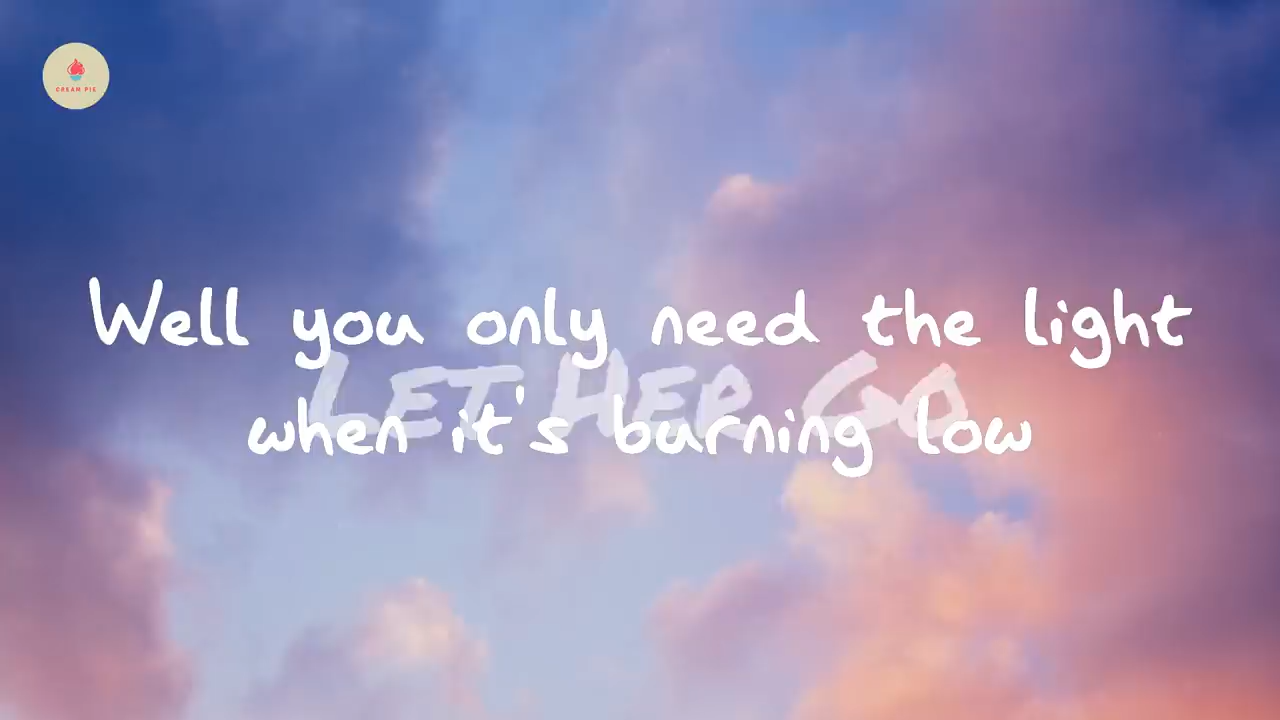 CREAM PIE
Well you only need the light
LET HER GO
when it's burning low